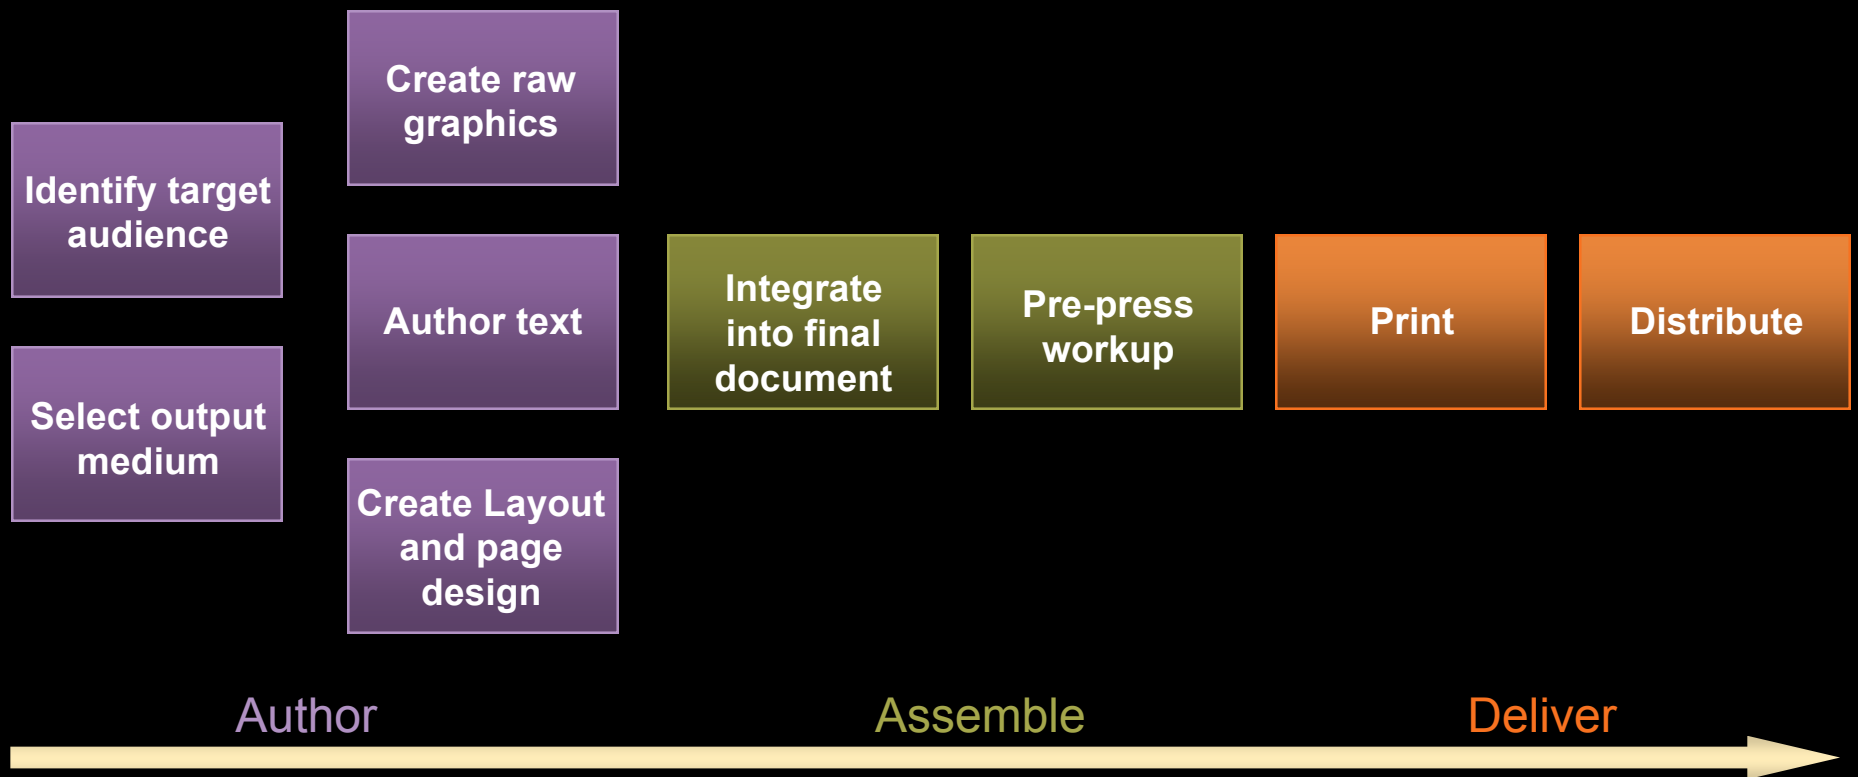 Identify target
audience
Select output
medium
Create raw
graphics
Author text
Create Layout
and page
design
Integrate
into final
document
Pre-press
workup
Print
Distribute
Author
Assemble
Deliver